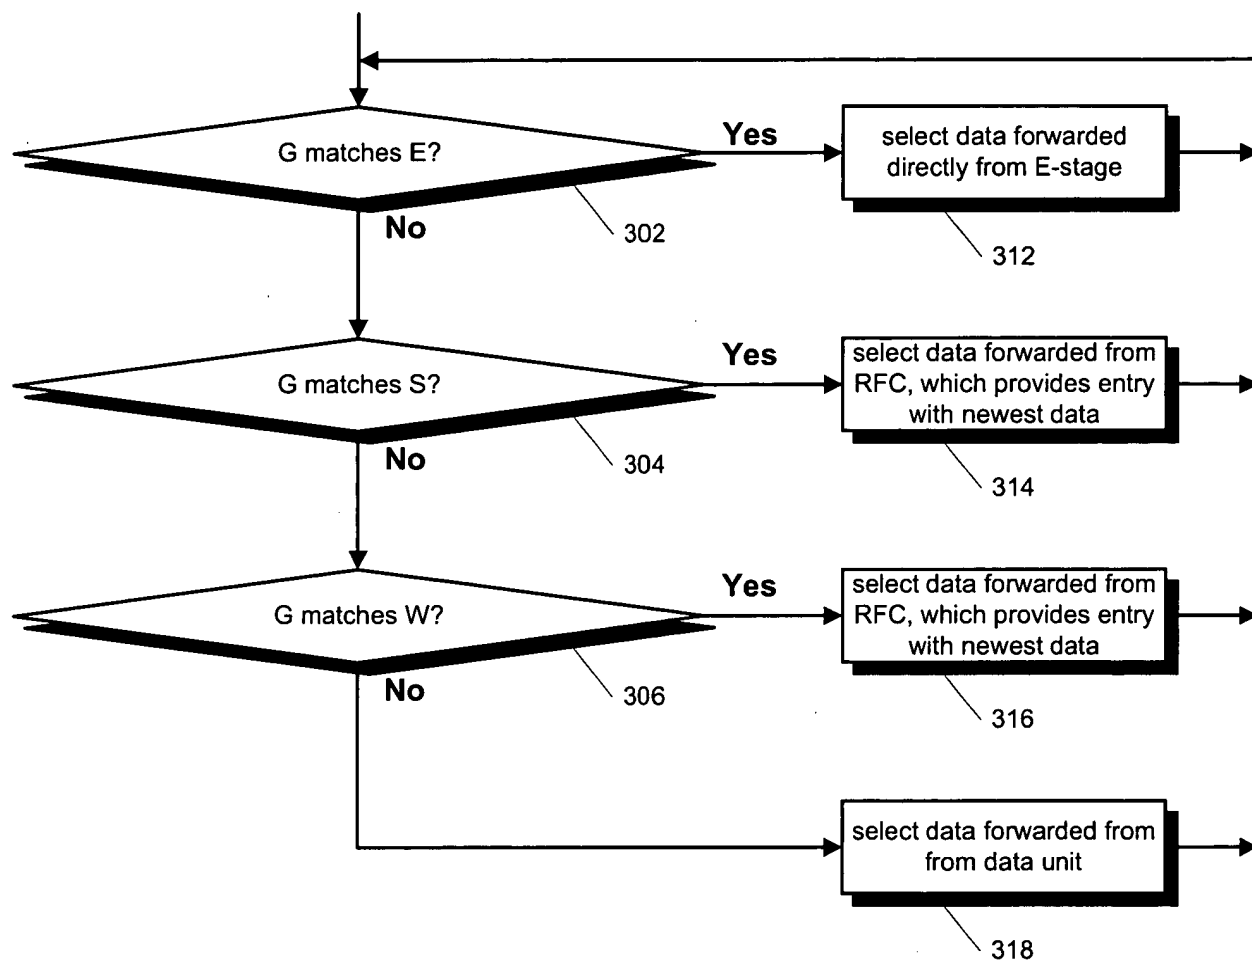 G matches E?
Yes
select data forwarded
directly from E-stage
No
302
312
G matches S?
Yes
select data forwarded from
RFC, which provides entry
with newest data
No
304
314
G matches W?
Yes
select data forwarded from
RFC, which provides entry
with newest data
No
306
316
select data forwarded from
from data unit
318